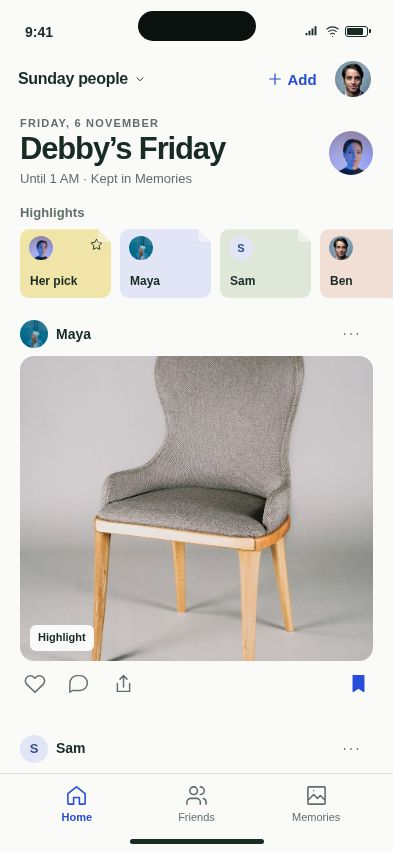 9:41
Sunday people
Add
FRIDAY, 6 NOVEMBER
Debby’s Friday
Until 1 AM · Kept in Memories
Highlights
Her pick
Maya
S
Sam
Ben
Maya
Highlight
S
Sam
Home
Friends
Memories